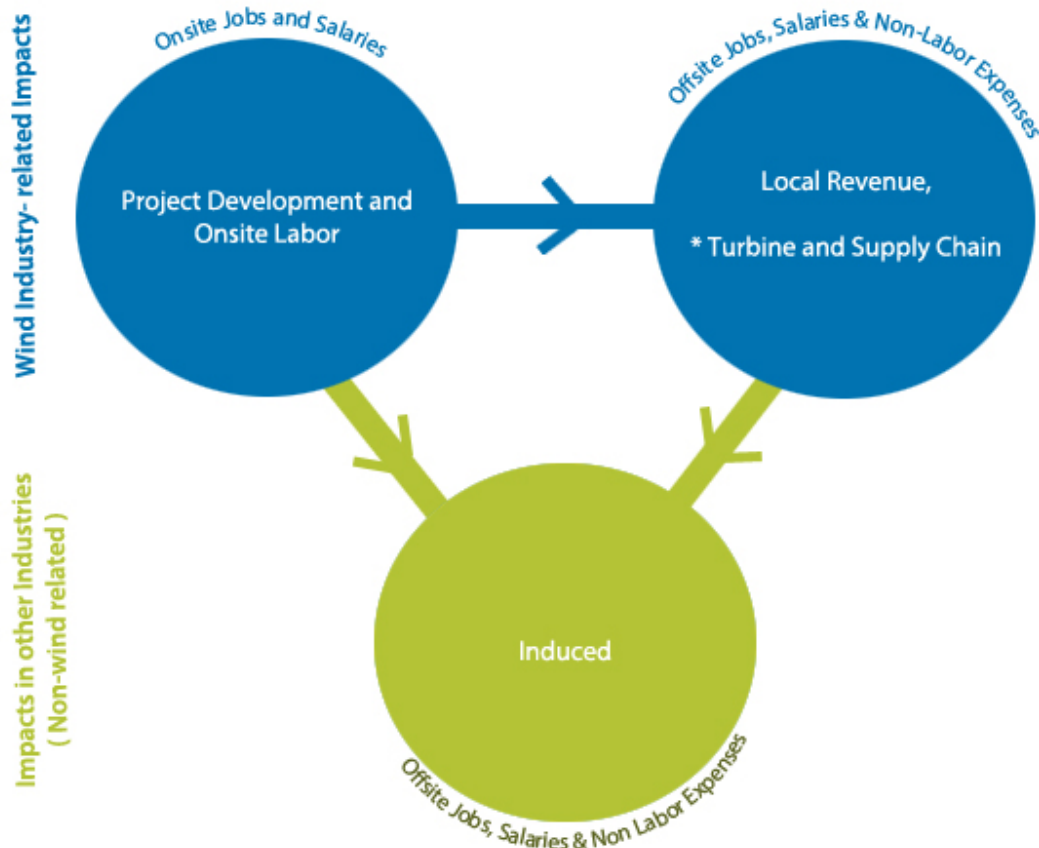 Wind Industry- related Impacts
Onsite Jobs and Salaries
Project Development and
Onsite Labor
Offsite Jobs, Salaries & Non-Labor Expenses
Local Revenue,
* Turbine and Supply Chain
Impacts in other Industries
( Non-wind related )
Induced
Offsite Jobs, Salaries & Non Labor Expenses